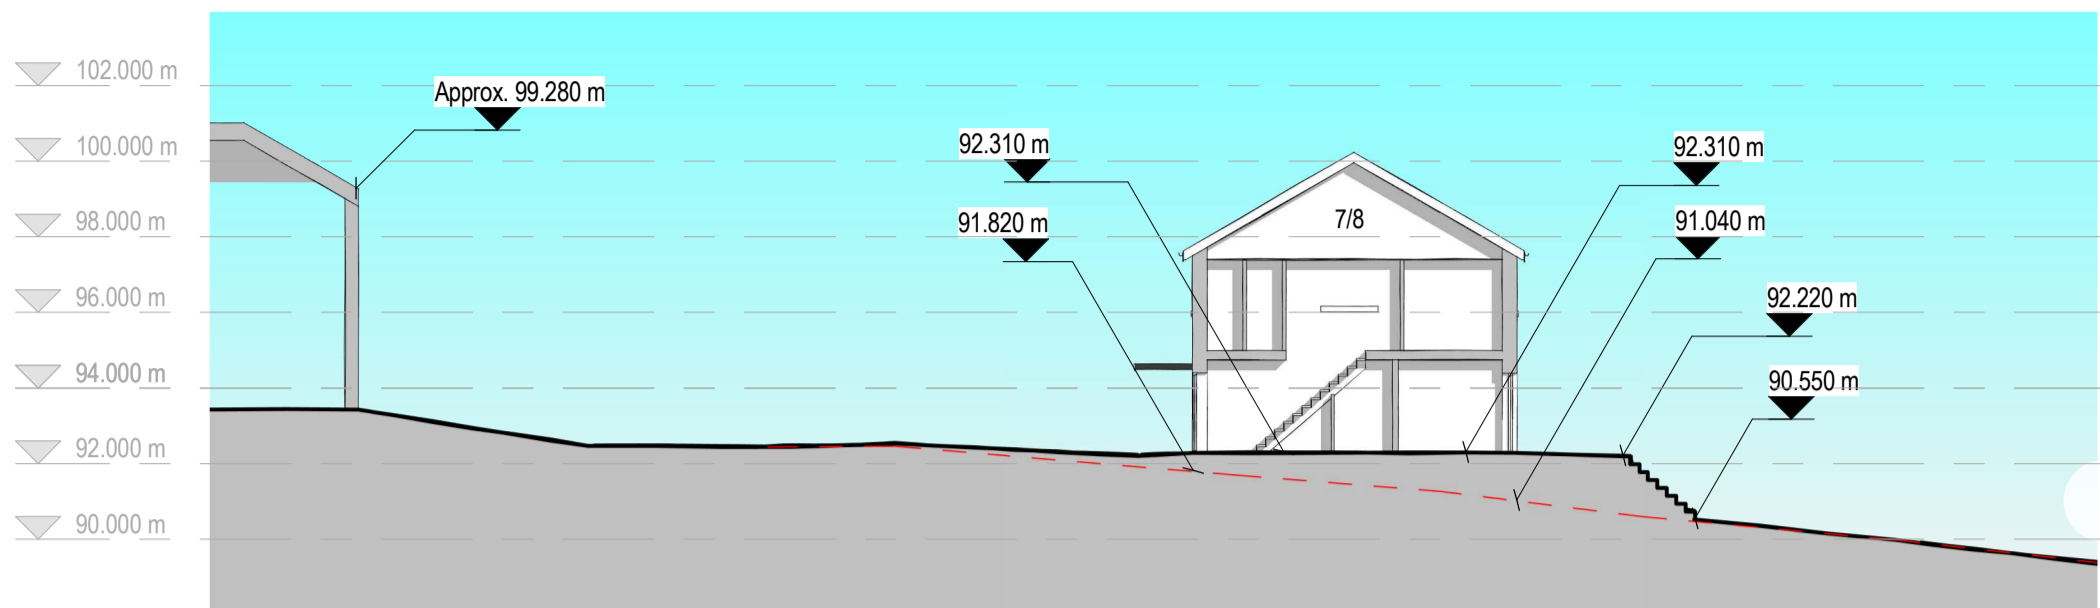 102.000 m
100.000 m
98.000 m
96.000 m
94.000 m
92.000 m
90.000 m
Approx. 99.280 m
92.310 m
91.820 m
7/8
92.310 m
91.040 m
92.220 m
90.550 m